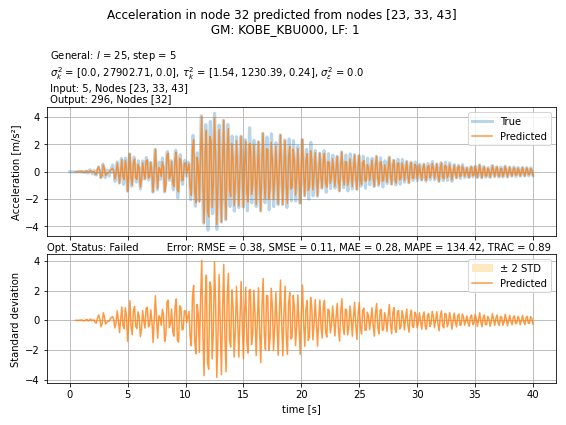 Acceleration in node 32 predicted from nodes [23, 33, 43]
GM: KOBE_KBU000, LF: 1
General: l = 25, step = 5
σ²ₖ = [0.0, 27902.71, 0.0], τ²ₖ = [1.54, 1230.39, 0.24], σ²ε = 0.0
Input: 5, Nodes [23, 33, 43]
Output: 296, Nodes [32]
4
2
0
−2
−4
Acceleration [m/s²]
True
Predicted
Opt. Status: Failed Error: RMSE = 0.38, SMSE = 0.11, MAE = 0.28, MAPE = 134.42, TRAC = 0.89
4
2
0
−2
−4
Standard deviation
± 2 STD
Predicted
0 5 10 15 20 25 30 35 40
time [s]